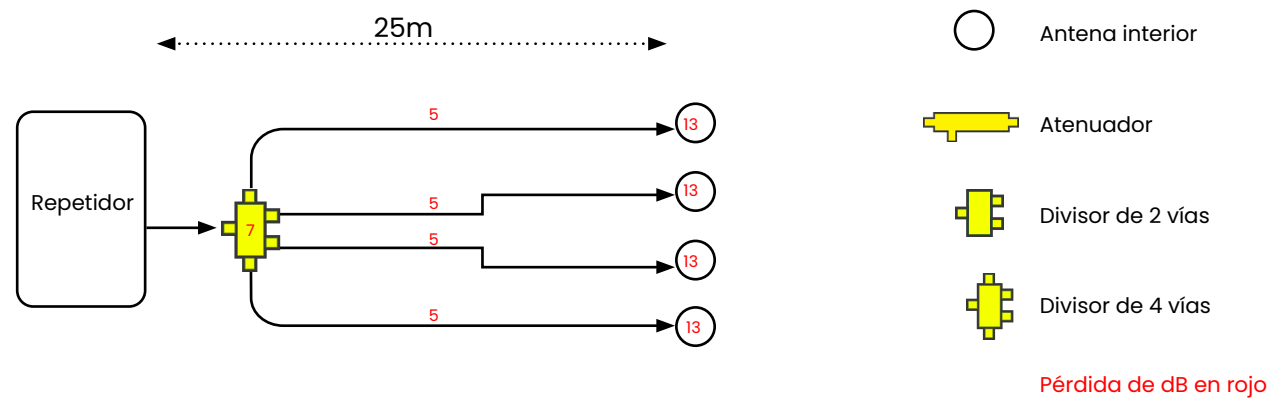 25m
Antena interior
5
13
Atenuador
Repetidor
5
13
7
Divisor de 2 vías
5
13
5
13
Divisor de 4 vías
Pérdida de dB en rojo